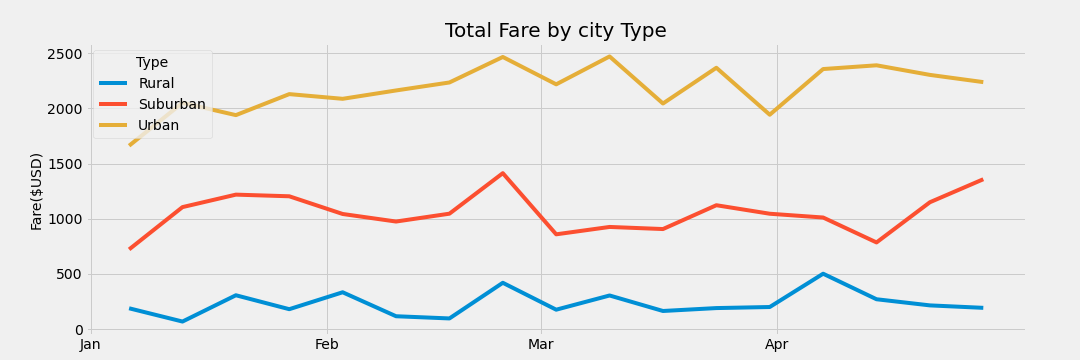 Total Fare by city Type
Type
Rural
Suburban
Urban
Fare($USD)
2500
2000
1500
1000
500
0
Jan
Feb
Mar
Apr